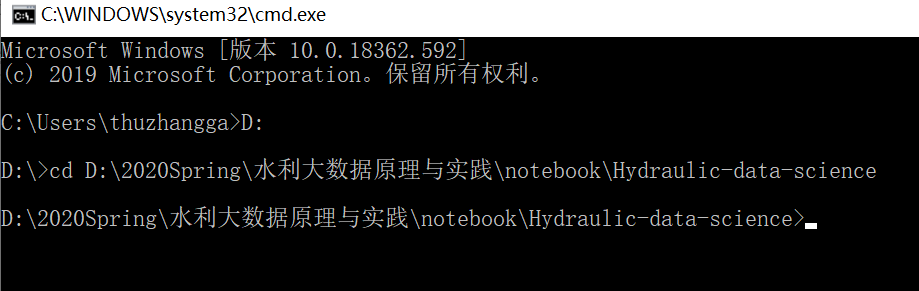 C:\WINDOWS\system32\cmd.exe
Microsoft Windows [版本 10.0.18362.592]
(c) 2019 Microsoft Corporation。保留所有权利。
C:\Users\thuzhangga>D:
D:\>cd D:\2020Spring\水利大数据原理与实践\notebook\Hydraulic-data-science
D:\2020Spring\水利大数据原理与实践\notebook\Hydraulic-data-science>